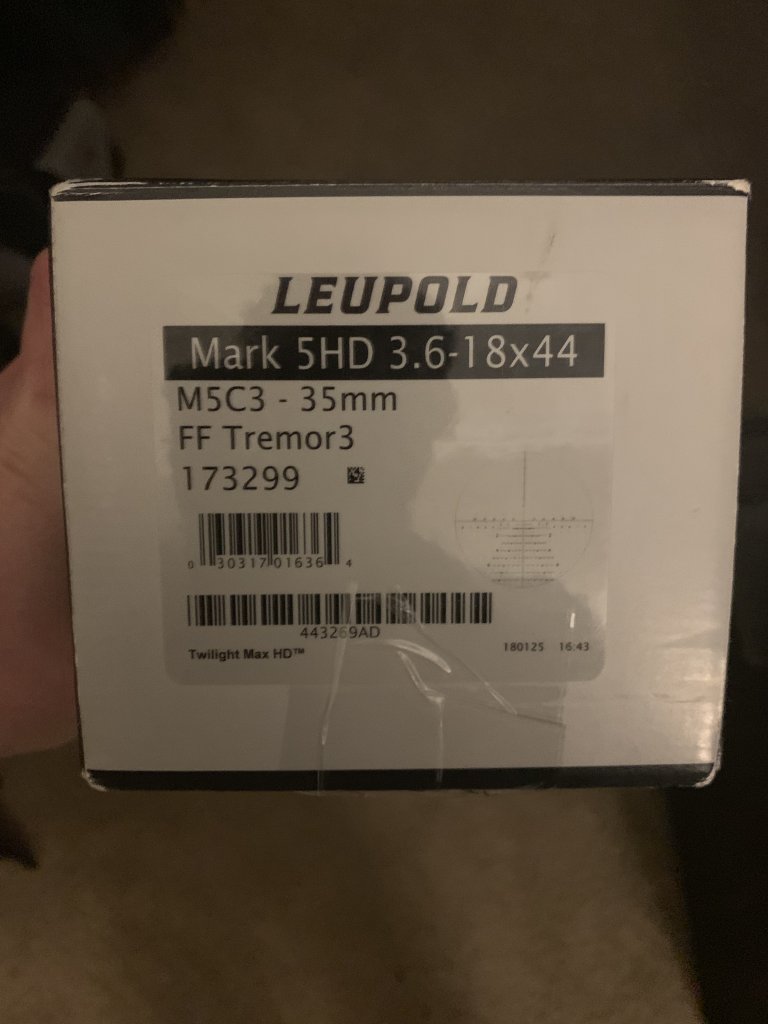 LEUPOLD
Mark 5HD 3.6-18x44
M5C3 - 35mm
FF Tremor3
173299
0 30317 01636 4
443269AD
Twilight Max HD™
180125 16:43